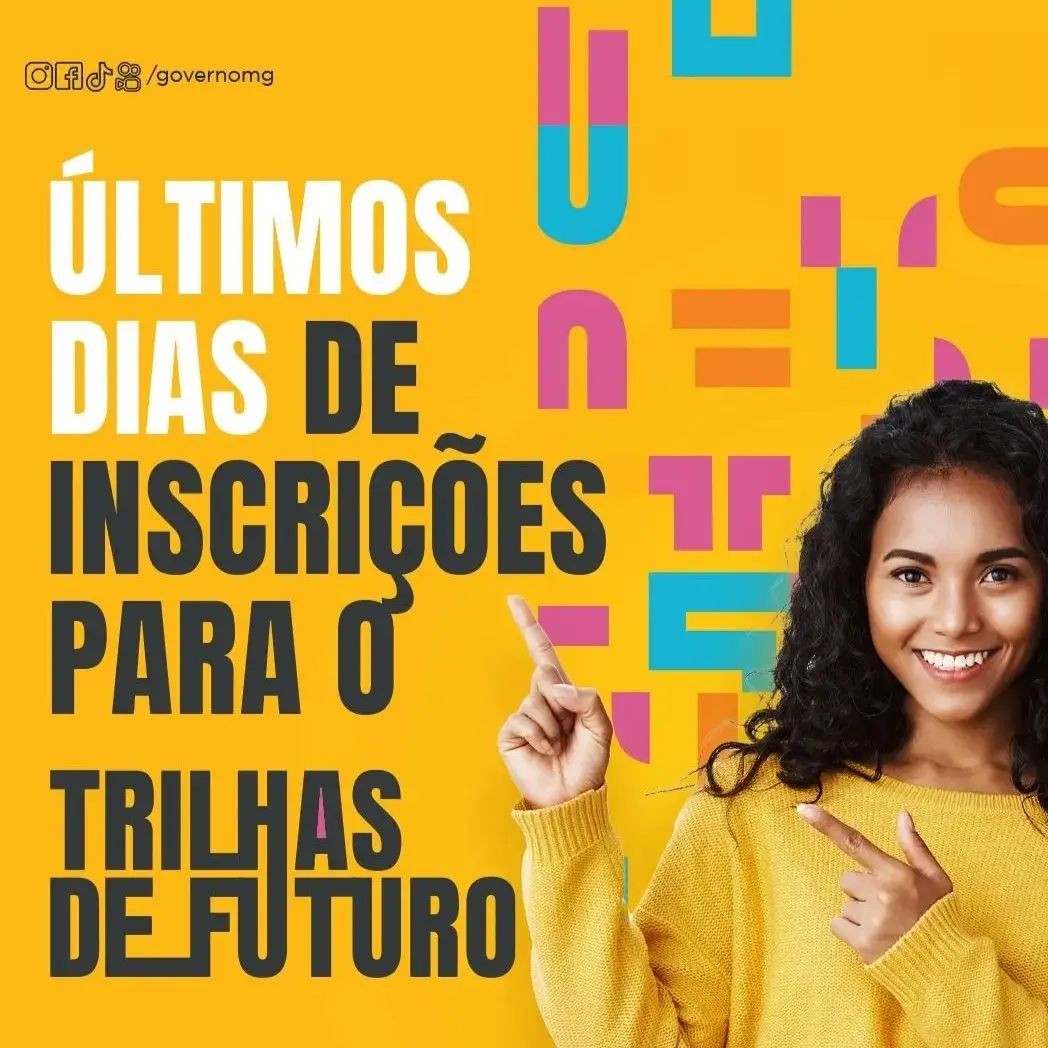 /governomg
ÚLTIMOS
DIAS DE
INSCRIÇÕES
PARA O
TRILHAS
DE FUTURO